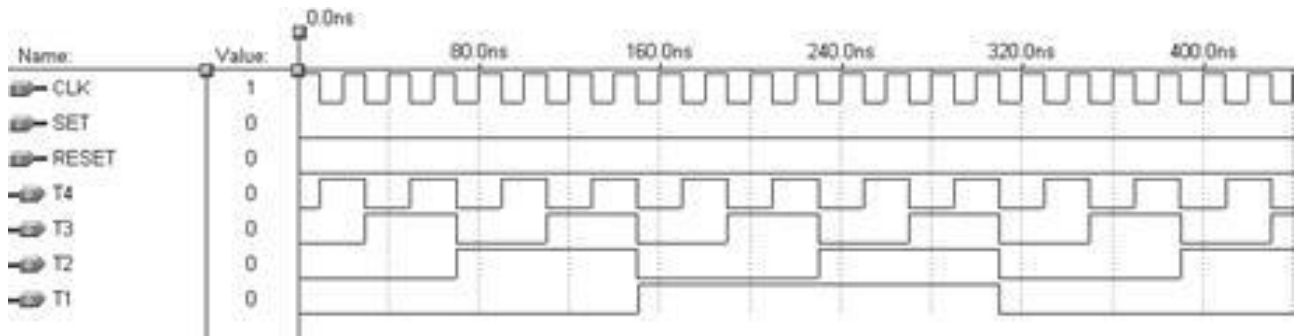 0.0ns
Name: Value: 80.0ns 160.0ns 240.0ns 320.0ns 400.0ns
CLK 1
SET 0
RESET 0
T4 0
T3 0
T2 0
T1 0